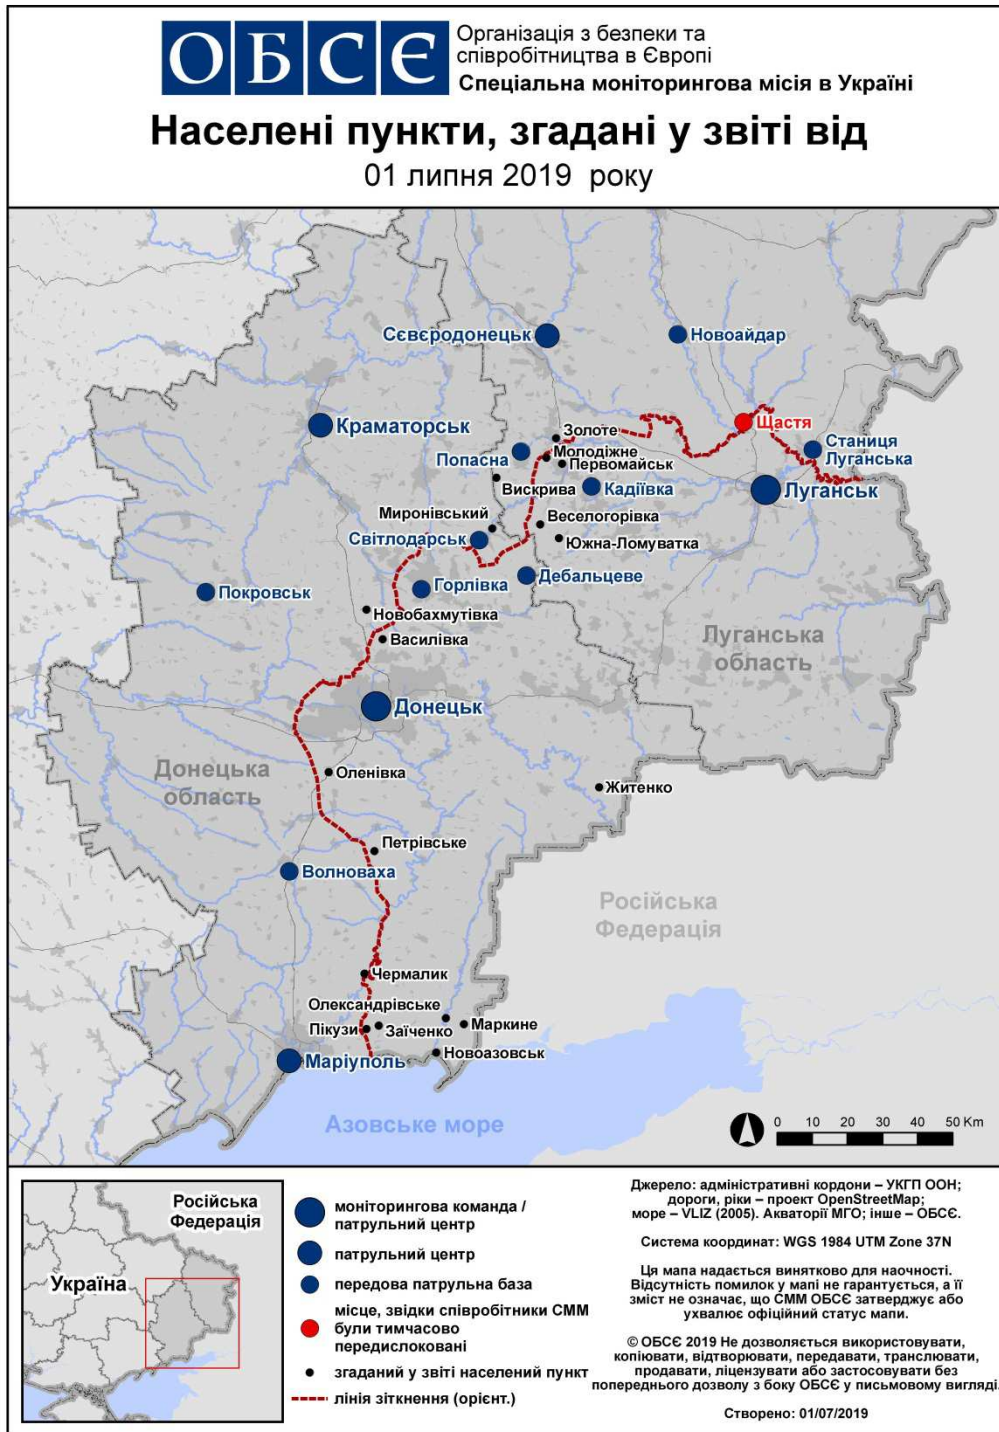 ОБСЄ
Організація з безпеки та
співробітництва в Європі
Спеціальна моніторингова місія в Україні
Населені пункти, згадані у звіті від
01 липня 2019 року
Сєвєродонецьк
Новоайдар
Краматорськ
Щастя
Золоте
Станиця
Луганська
Попасна
Молодіжне
Первомайськ
Вискрива
Кадіївка
Луганськ
Миронівський
Веселогорівка
Світлодарськ
Южна-Ломуватка
Дебальцеве
Горлівка
Покровськ
Новобахмутівка
Василівка
Луганська
область
Донецьк
Донецька
область
Оленівка
Житенко
Петрівське
Волноваха
Російська
Федерація
Чермалик
Олександрівське
Пікузи
Заїченко
Маркине
Новоазовськ
Маріуполь
Азовське море
0 10 20 30 40 50 Km
Російська
Федерація
Україна
моніторингова команда /
патрульний центр
патрульний центр
передова патрульна база
місце, звідки співробітники СММ
були тимчасово
передислоковані
згаданий у звіті населений пункт
лінія зіткнення (орієнт.)
Джерело: адміністративні кордони – УКГП ООН;
дороги, ріки – проект OpenStreetMap;
море – VLIZ (2005). Акваторії МГО; інше – ОБСЄ.
Система координат: WGS 1984 UTM Zone 37N
Ця мапа надається винятково для наочності.
Відсутність помилок у мапі не гарантується, а її
зміст не означає, що СММ ОБСЄ затверджує або
ухвалює офіційний статус мапи.
© ОБСЄ 2019 Не дозволяється використовувати,
копіювати, відтворювати, передавати, транслювати,
продавати, ліцензувати або застосовувати без
попереднього дозволу з боку ОБСЄ у письмовому вигляді.
Створено: 01/07/2019